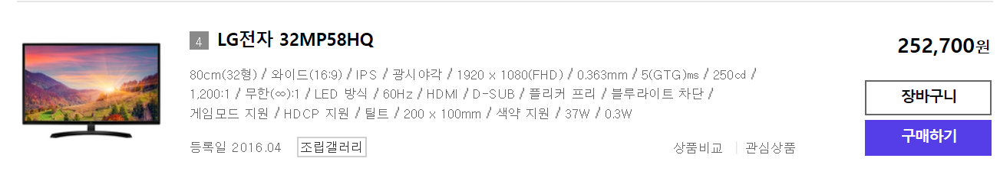 4 LG전자 32MP58HQ
252,700원
80cm(32형) / 와이드(16:9) / IPS / 광시야각 / 1920 x 1080(FHD) / 0.363mm / 5(GTG)㎳ / 250㏅ /
1,200:1 / 무한(∞):1 / LED 방식 / 60Hz / HDMI / D-SUB / 플리커 프리 / 블루라이트 차단 /
게임모드 지원 / HDCP 지원 / 틸트 / 200 x 100mm / 색약 지원 / 37W / 0.3W
장바구니
구매하기
등록일 2016.04 조립갤러리
상품비교 | 관심상품